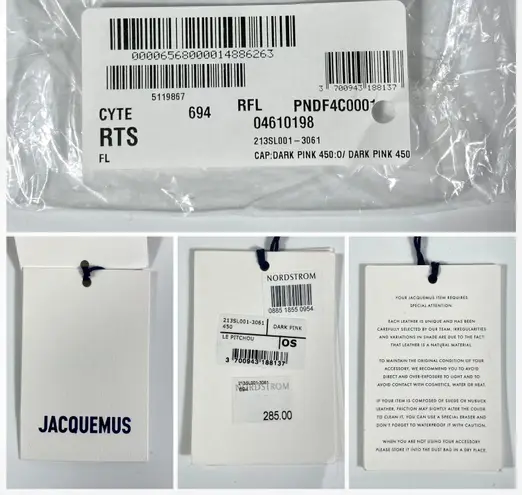 0000656800001488 6263
3 700943 188137
5119867
CYTE 694 RFL PNDF4C0001
RTS 04610198
213SL001-3061
FL CAP:DARK PINK 450:O/ DARK PINK 450
JACQUEMUS
NORDSTROM
0885 1855 0954
213SL001-3061
450 DARK PINK
LE PITCHOU
OS
3 700943 188137
213SL001-3061
694
NORDSTROM
285.00
YOUR JACQUEMUS ITEM REQUIRES
SPECIAL ATTENTION.
EACH LEATHER IS UNIQUE AND HAS BEEN
CAREFULLY SELECTED BY OUR TEAM. IRREGULARITIES
AND VARIATIONS IN SHADE ARE DUE TO THE FACT
THAT LEATHER IS A NATURAL MATERIAL.
TO MAINTAIN THE ORIGINAL CONDITION OF YOUR
ACCESSORY, WE RECOMMEND YOU TO AVOID
DIRECT AND OVER-EXPOSURE TO LIGHT AND TO
AVOID CONTACT WITH COSMETICS, WATER OR HEAT.
IF YOUR ITEM IS COMPOSED OF SUEDE OR NUBUCK
LEATHER, FRICTION MAY SLIGHTLY ALTER THE COLOR.
TO CLEAN IT, YOU CAN USE A SPECIAL ERASER AND
DON'T FORGET TO WATERPROOF IT WITH CAUTION.
WHEN YOU ARE NOT USING YOUR ACCESSORY
PLEASE STORE IT INTO THE DUST BAG IN A DRY PLACE.